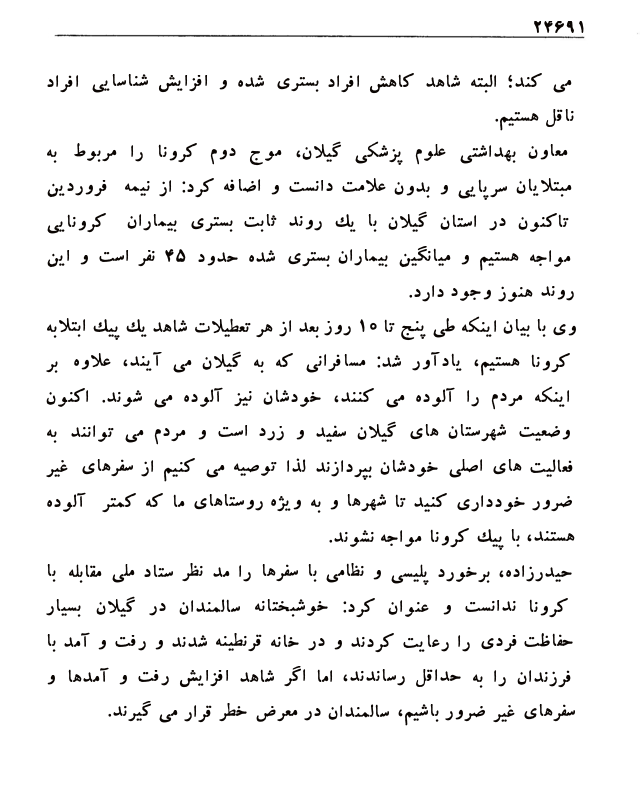 ۲۴۶۹۱
می کند؛ البته شاهد کاهش افراد بستری شده و افزایش شناسایی افراد
ناقل هستیم.
معاون بهداشتی علوم پزشکی گیلان، موج دوم کرونا را مربوط به
مبتلایان سرپایی و بدون علامت دانست و اضافه کرد: از نیمه فروردین
تاکنون در استان گیلان با یك روند ثابت بستری بیماران کرونایی
مواجه هستیم و میانگین بیماران بستری شده حدود ۴۵ نفر است و این
روند هنوز وجود دارد.
وی با بیان اینکه طی پنج تا ۱۰ روز بعد از هر تعطیلات شاهد یك پیك ابتلابه
کرونا هستیم، یادآور شد: مسافرانی که به گیلان می آیند، علاوه بر
اینکه مردم را آلوده می کنند، خودشان نیز آلوده می شوند. اکنون
وضعیت شهرستان های گیلان سفید و زرد است و مردم می توانند به
فعالیت های اصلی خودشان بپردازند لذا توصیه می کنیم از سفرهای غیر
ضرور خودداری کنید تا شهرها و به ویژه روستاهای ما که کمتر آلوده
هستند، با پیك کرونا مواجه نشوند.
حیدرزاده، برخورد پلیسی و نظامی با سفرها را مد نظر ستاد ملی مقابله با
کرونا ندانست و عنوان کرد: خوشبختانه سالمندان در گیلان بسیار
حفاظت فردی را رعایت کردند و در خانه قرنطینه شدند و رفت و آمد با
فرزندان را به حداقل رساندند، اما اگر شاهد افزایش رفت و آمدها و
سفرهای غیر ضرور باشیم، سالمندان در معرض خطر قرار می گیرند.